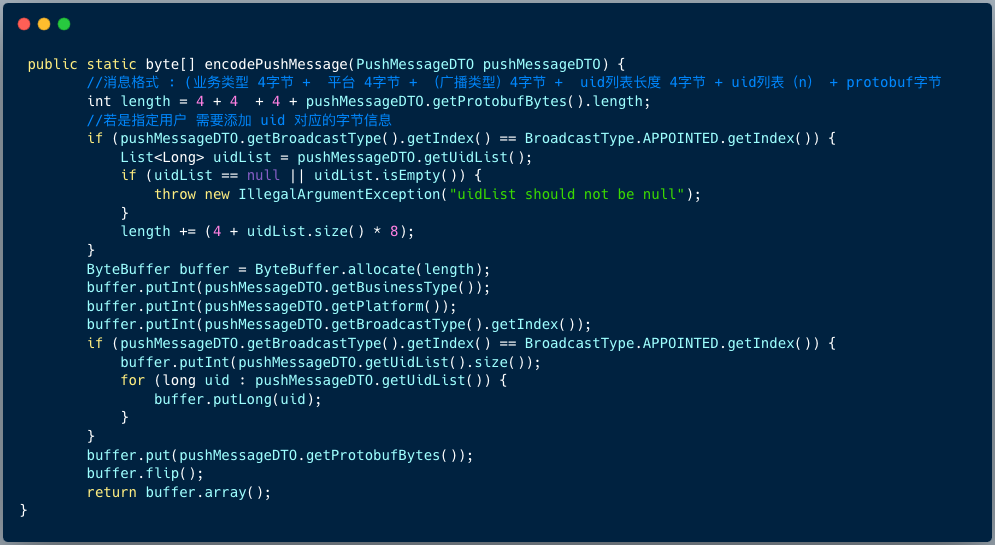 public static byte[] encodePushMessage(PushMessageDTO pushMessageDTO) {
//消息格式 : (业务类型 4字节 +  平台 4字节 +  (广播类型) 4字节 +  uid列表长度 4字节 + uid列表 (n)  + protobuf字节
int length = 4 + 4  + 4 + pushMessageDTO.getProtobufBytes().length;
//若是指定用户 需要添加 uid 对应的字节信息
if (pushMessageDTO.getBroadcastType().getIndex() == BroadcastType.APPOINTED.getIndex()) {
List<Long> uidList = pushMessageDTO.getUidList();
if (uidList == null || uidList.isEmpty()) {
throw new IllegalArgumentException("uidList should not be null");
}
length += (4 + uidList.size() * 8);
}
ByteBuffer buffer = ByteBuffer.allocate(length);
buffer.putInt(pushMessageDTO.getBusinessType());
buffer.putInt(pushMessageDTO.getPlatform());
buffer.putInt(pushMessageDTO.getBroadcastType().getIndex());
if (pushMessageDTO.getBroadcastType().getIndex() == BroadcastType.APPOINTED.getIndex()) {
buffer.putInt(pushMessageDTO.getUidList().size());
for (long uid : pushMessageDTO.getUidList()) {
buffer.putLong(uid);
}
}
buffer.put(pushMessageDTO.getProtobufBytes());
buffer.flip();
return buffer.array();
}